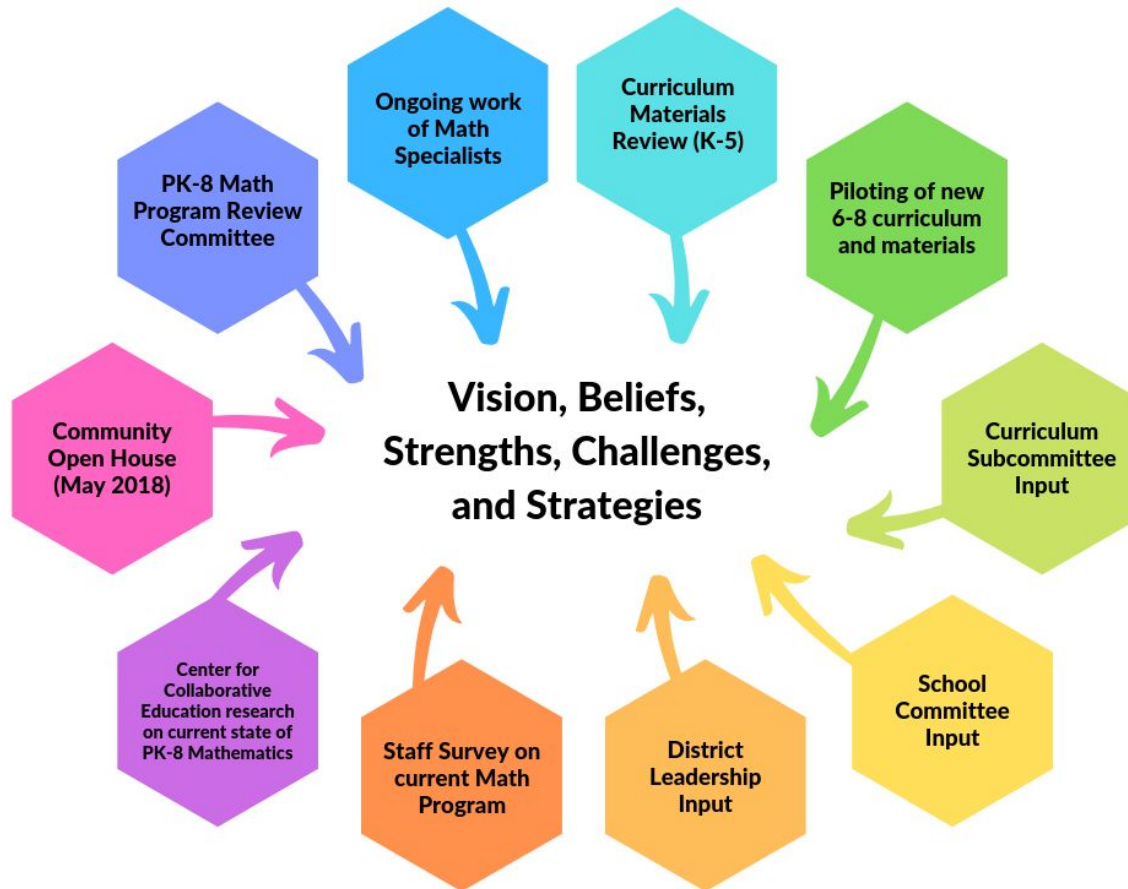 Ongoing work
of Math
Specialists
Curriculum
Materials
Review (K-5)
PK-8 Math
Program Review
Committee
Piloting of new
6-8 curriculum
and materials
Community
Open House
(May 2018)
Vision, Beliefs,
Strengths, Challenges,
and Strategies
Curriculum
Subcommittee
Input
Center for
Collaborative
Education research
on current state of
PK-8 Mathematics
Staff Survey on
current Math
Program
District
Leadership
Input
School
Committee
Input